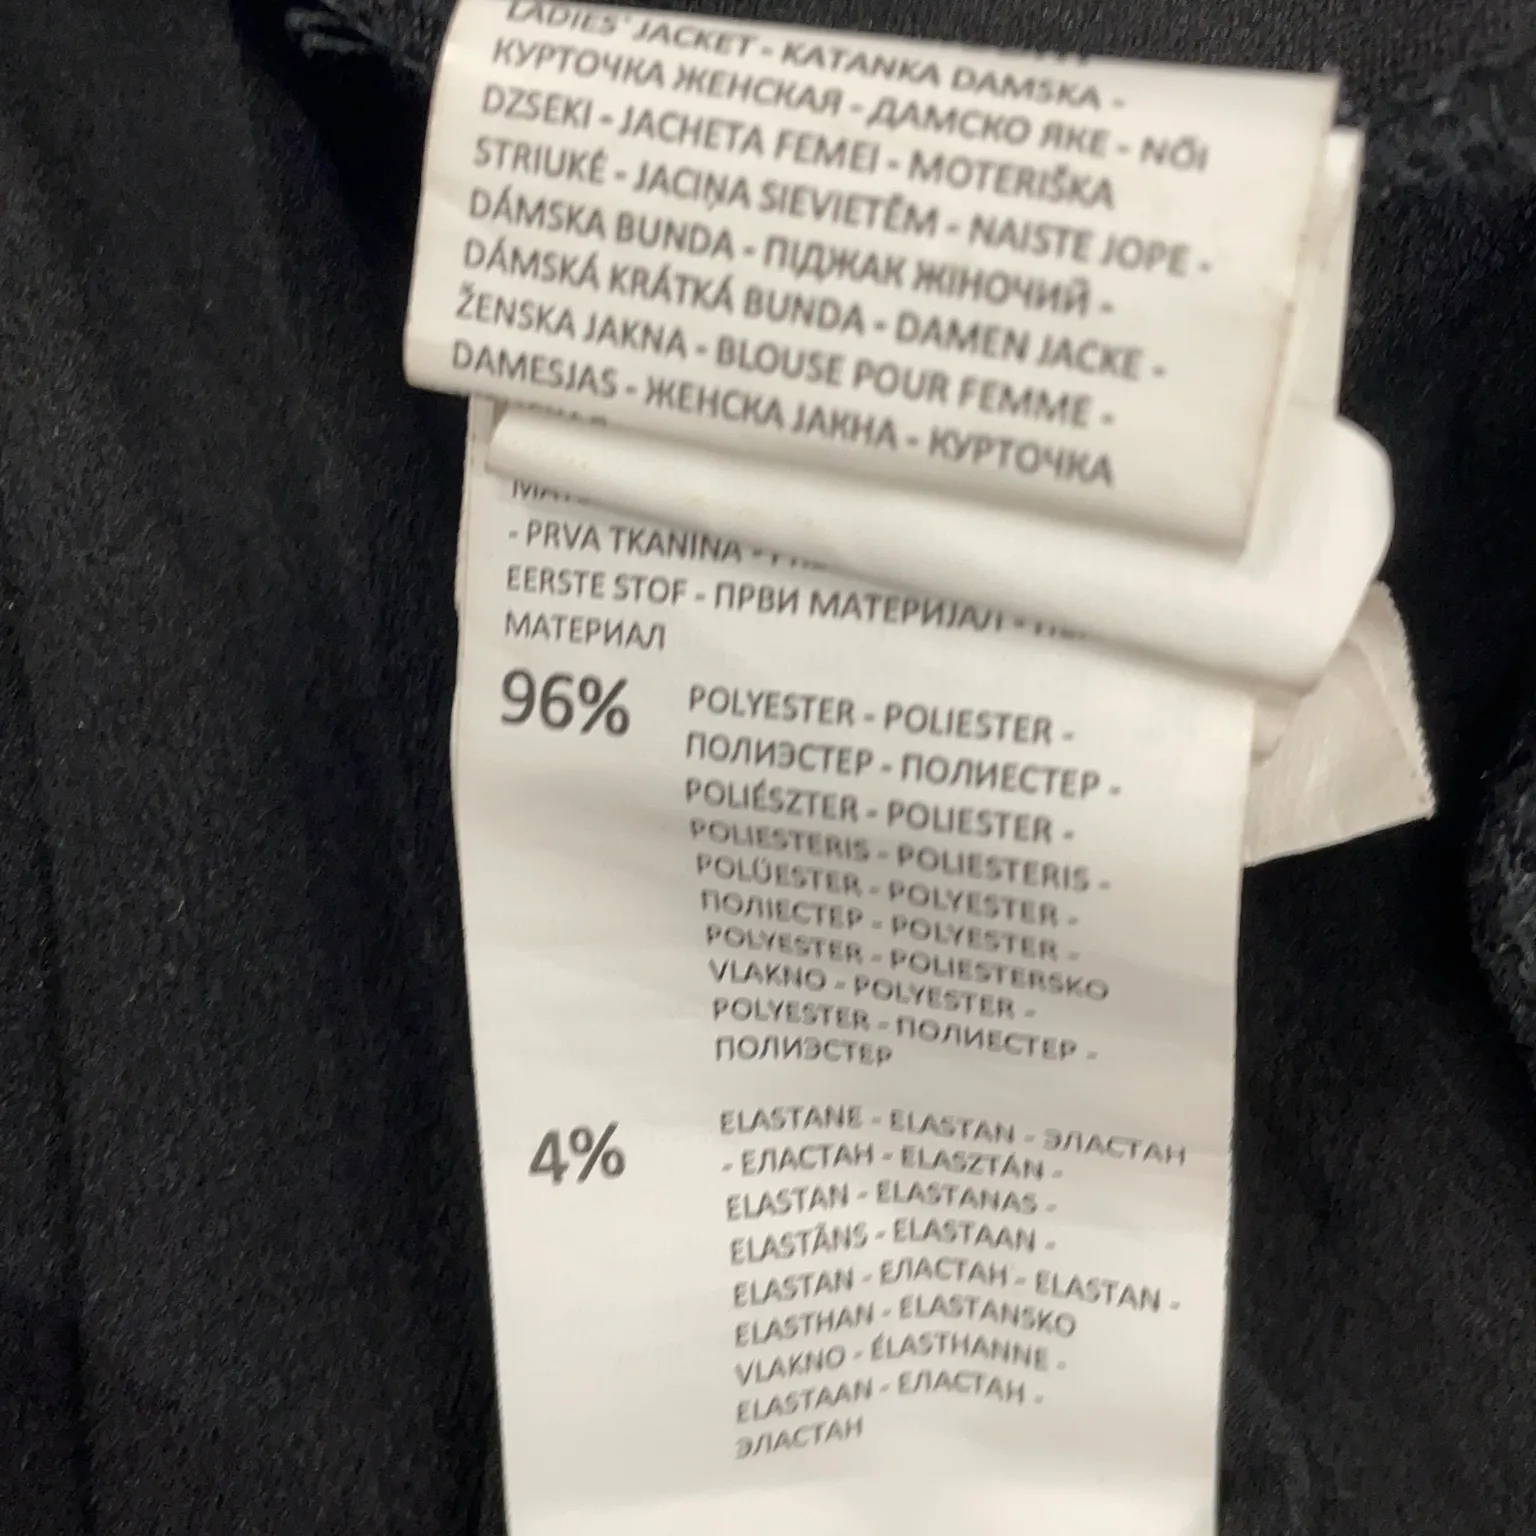 LADIES' JACKET - KATANKA DAMSKA -
КУРТОЧКА ЖЕНСКАЯ - ДАМСКО ЯКЕ - NŐI
DZSEKI - JACHETA FEMEI - MOTERIŠKA
STRIUKĖ - JACIŅA SIEVIETĒM - NAISTE JOPE -
DÁMSKA BUNDA - ПІДЖАК ЖІНОЧИЙ -
DÁMSKÁ KRÁTKÁ BUNDA - DAMEN JACKE -
ŽENSKA JAKNA - BLOUSE POUR FEMME -
DAMESJAS - ЖЕНСКА ЈАКНА - КУРТОЧКА
- PRVA TKANINA -
EERSTE STOF - ПРВИ МАТЕРИЈАЛ -
МАТЕРИАЛ
96% POLYESTER - POLIESTER -
ПОЛИЭСТЕР - ПОЛИЕСТЕР -
POLIÉSZTER - POLIESTER -
POLIESTERIS - POLIESTERIS -
POLÜESTER - POLYESTER -
ПОЛІЕСТЕР - POLYESTER -
POLYESTER - POLIESTERSKO
VLAKNO - POLYESTER -
POLYESTER - ПОЛИЕСТЕР -
ПОЛИЭСТЕР
4% ELASTANE - ELASTAN - ЭЛАСТАН
- ЕЛАСТАН - ELASZTÁN -
ELASTAN - ELASTANAS -
ELASTĀNS - ELASTAAN -
ELASTAN - ЕЛАСТАН - ELASTAN -
ELASTHAN - ELASTANSKO
VLAKNO - ÉLASTHANNE -
ELASTAAN - ЕЛАСТАН -
ЭЛАСТАН